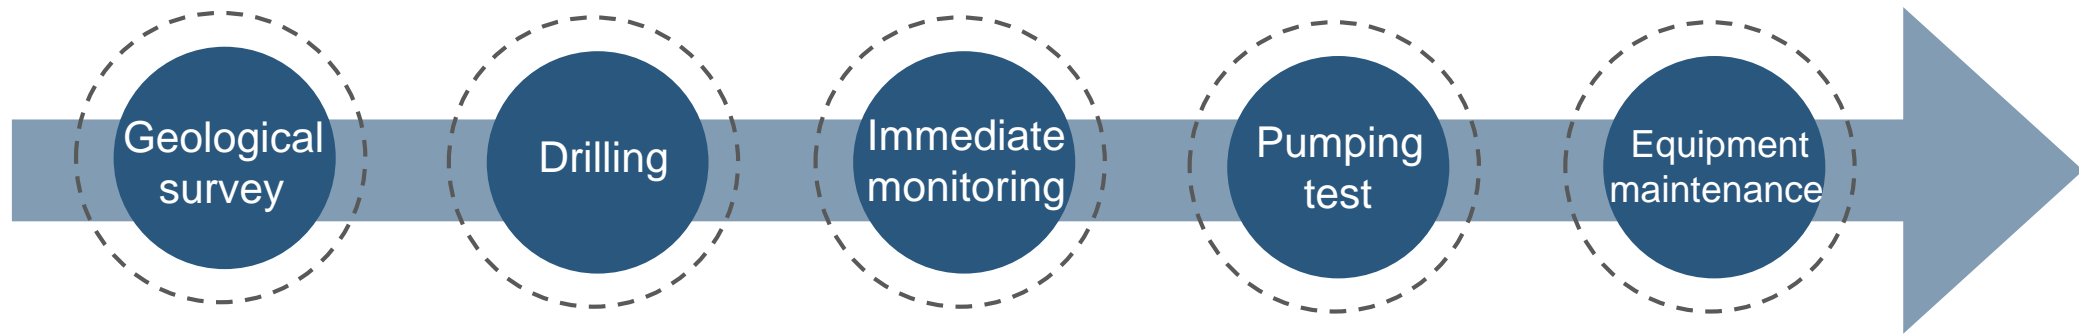 Geological
survey
Drilling
Immediate
monitoring
Pumping
test
Equipment
maintenance